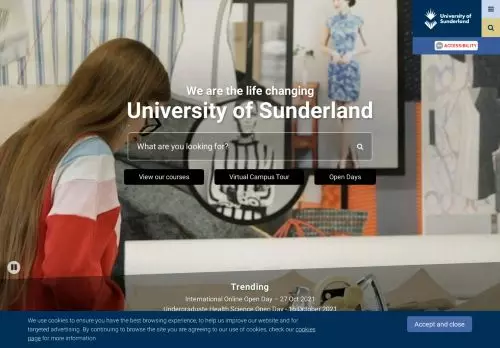 University of
Sunderland
ACCESSIBILITY
We are the life changing
University of Sunderland
What are you looking for?
View our courses
Virtual Campus Tour
Open Days
Trending
International Online Open Day – 27 Oct 2021
Undergraduate Health Science Open Day - 16 October 2021
We use cookies to ensure you have the best browsing experience, to help us improve our website and for
targeted advertising. By continuing to browse the site you are agreeing to our use of cookies, check our cookies
page for more information
Accept and close